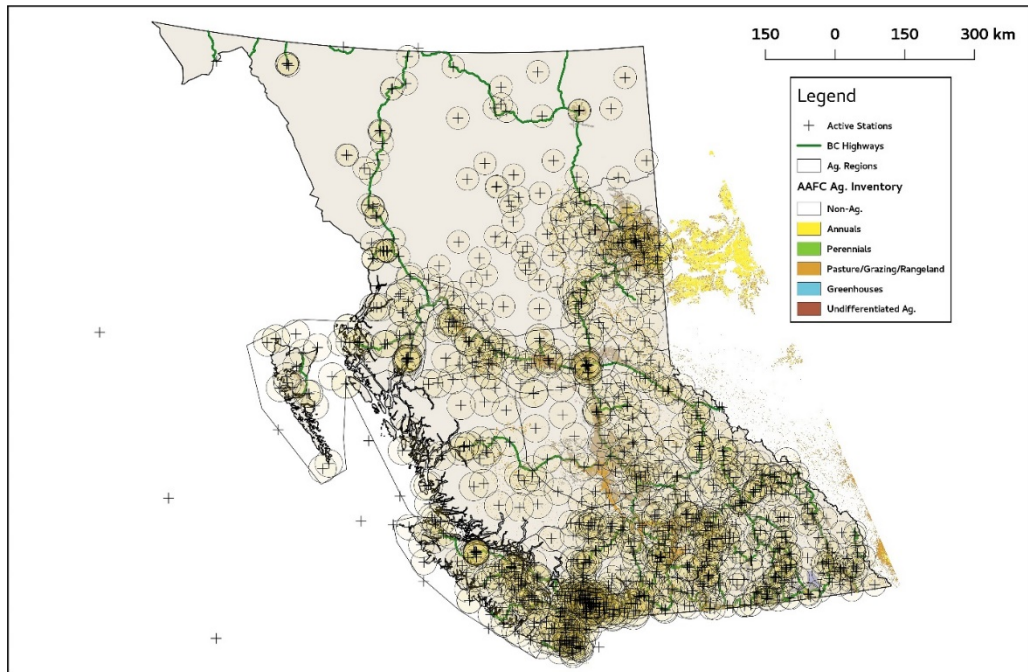 150 0 150 300 km
Legend
Active Stations
BC Highways
Ag. Regions
AAFC Ag. Inventory
Non-Ag.
Annuals
Perennials
Pasture/Grazing/Rangeland
Greenhouses
Undifferentiated Ag.